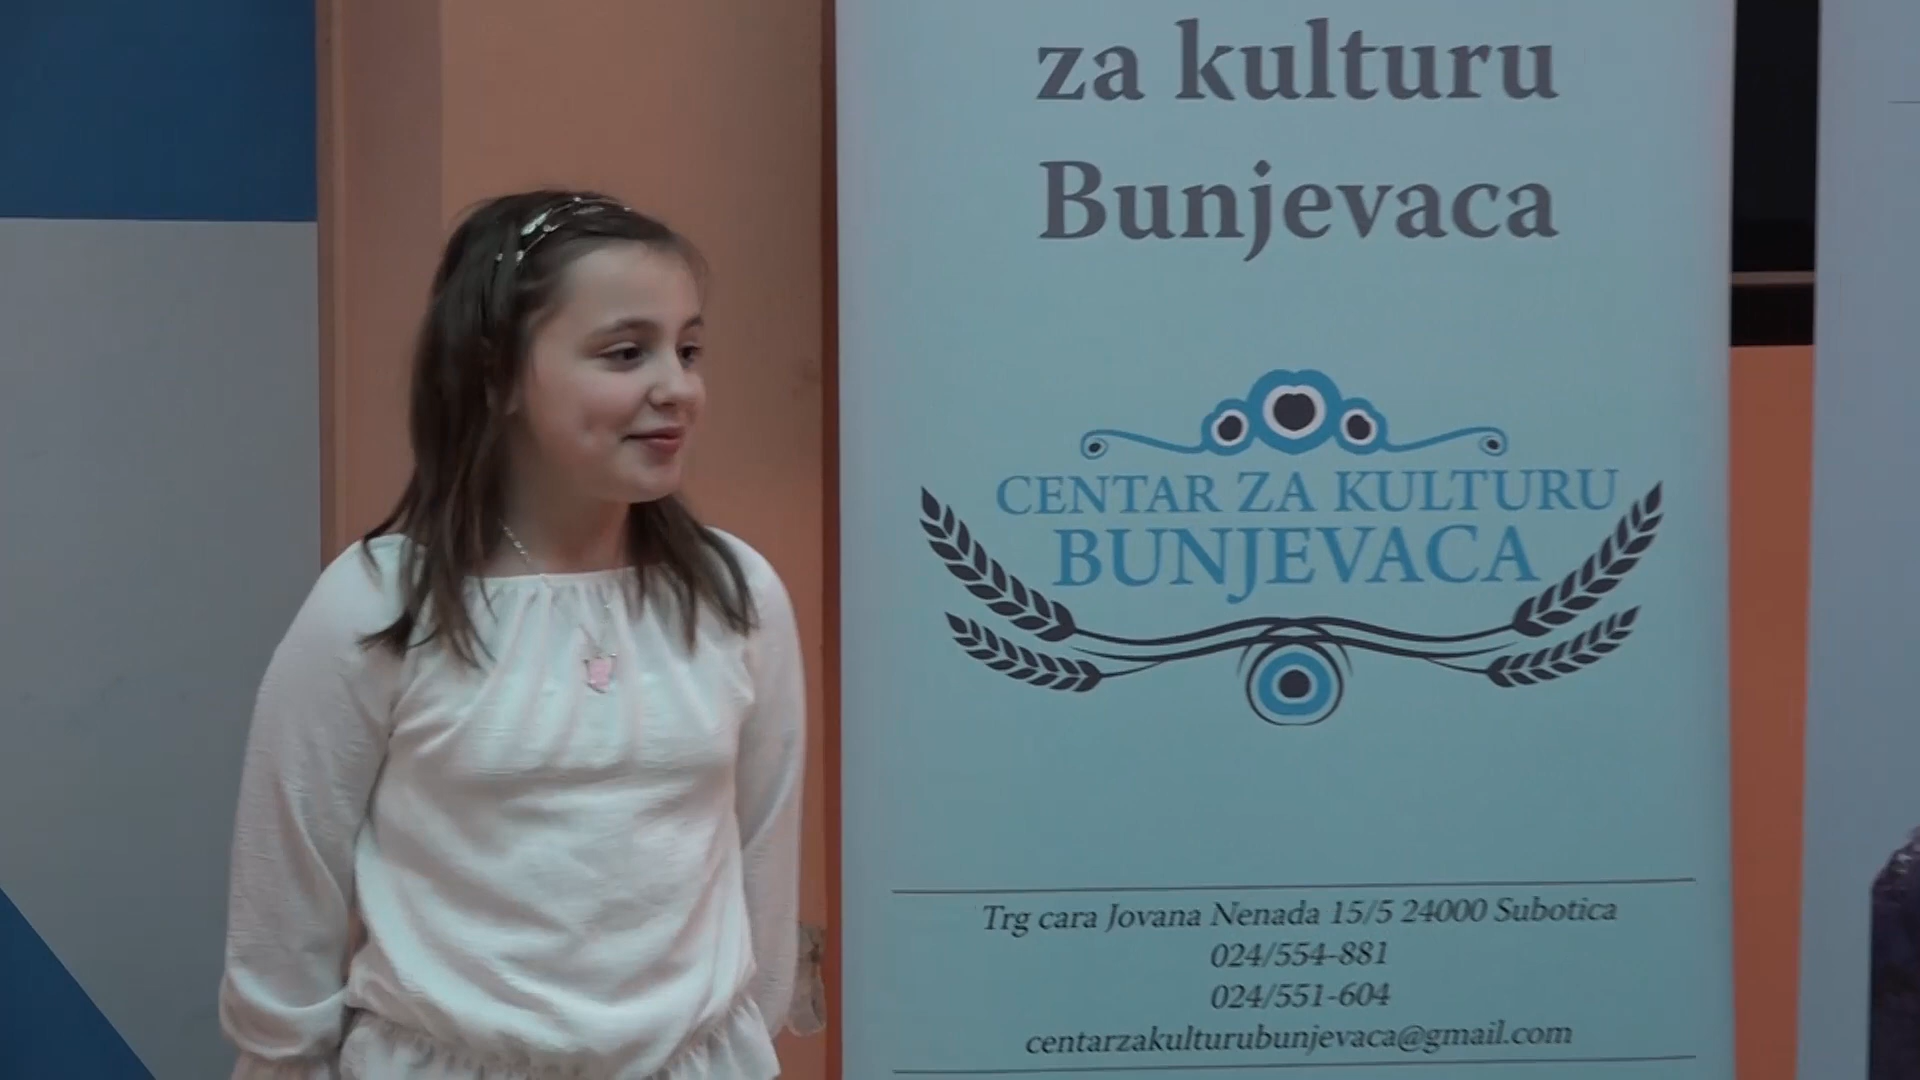 za kulturu
Bunjevaca
CENTAR ZA KULTURU
BUNJEVACA
Trg cara Jovana Nenada 15/5 24000 Subotica
024/554-881
024/551-604
centarzakulturubunjevaca@gmail.com